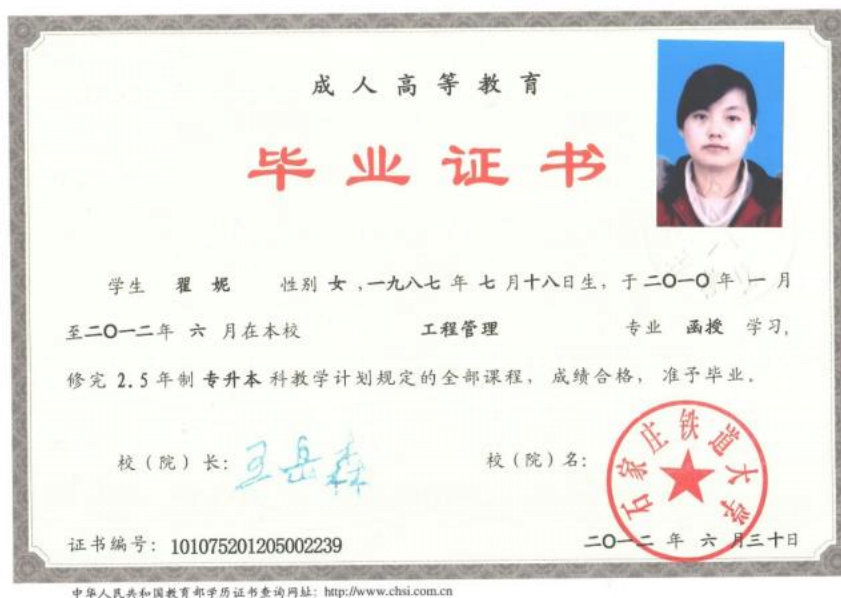 成人高等教育
毕业证书
学生 翟妮 性别 女 ,一九八七 年 七 月十八日生, 于二〇一〇年 一 月
至二〇一二年 六 月在本校 工程管理 专业 函授 学习,
修完 2.5 年制 专升本 科教学计划规定的全部课程, 成绩合格, 准予毕业。
校(院)长: 王岳森 校(院)名: 石家庄铁道大学
证书编号: 101075201205002239 二〇一二 年 六 月三十日
中华人民共和国教育部学历证书查询网址: http://www.chsi.com.cn